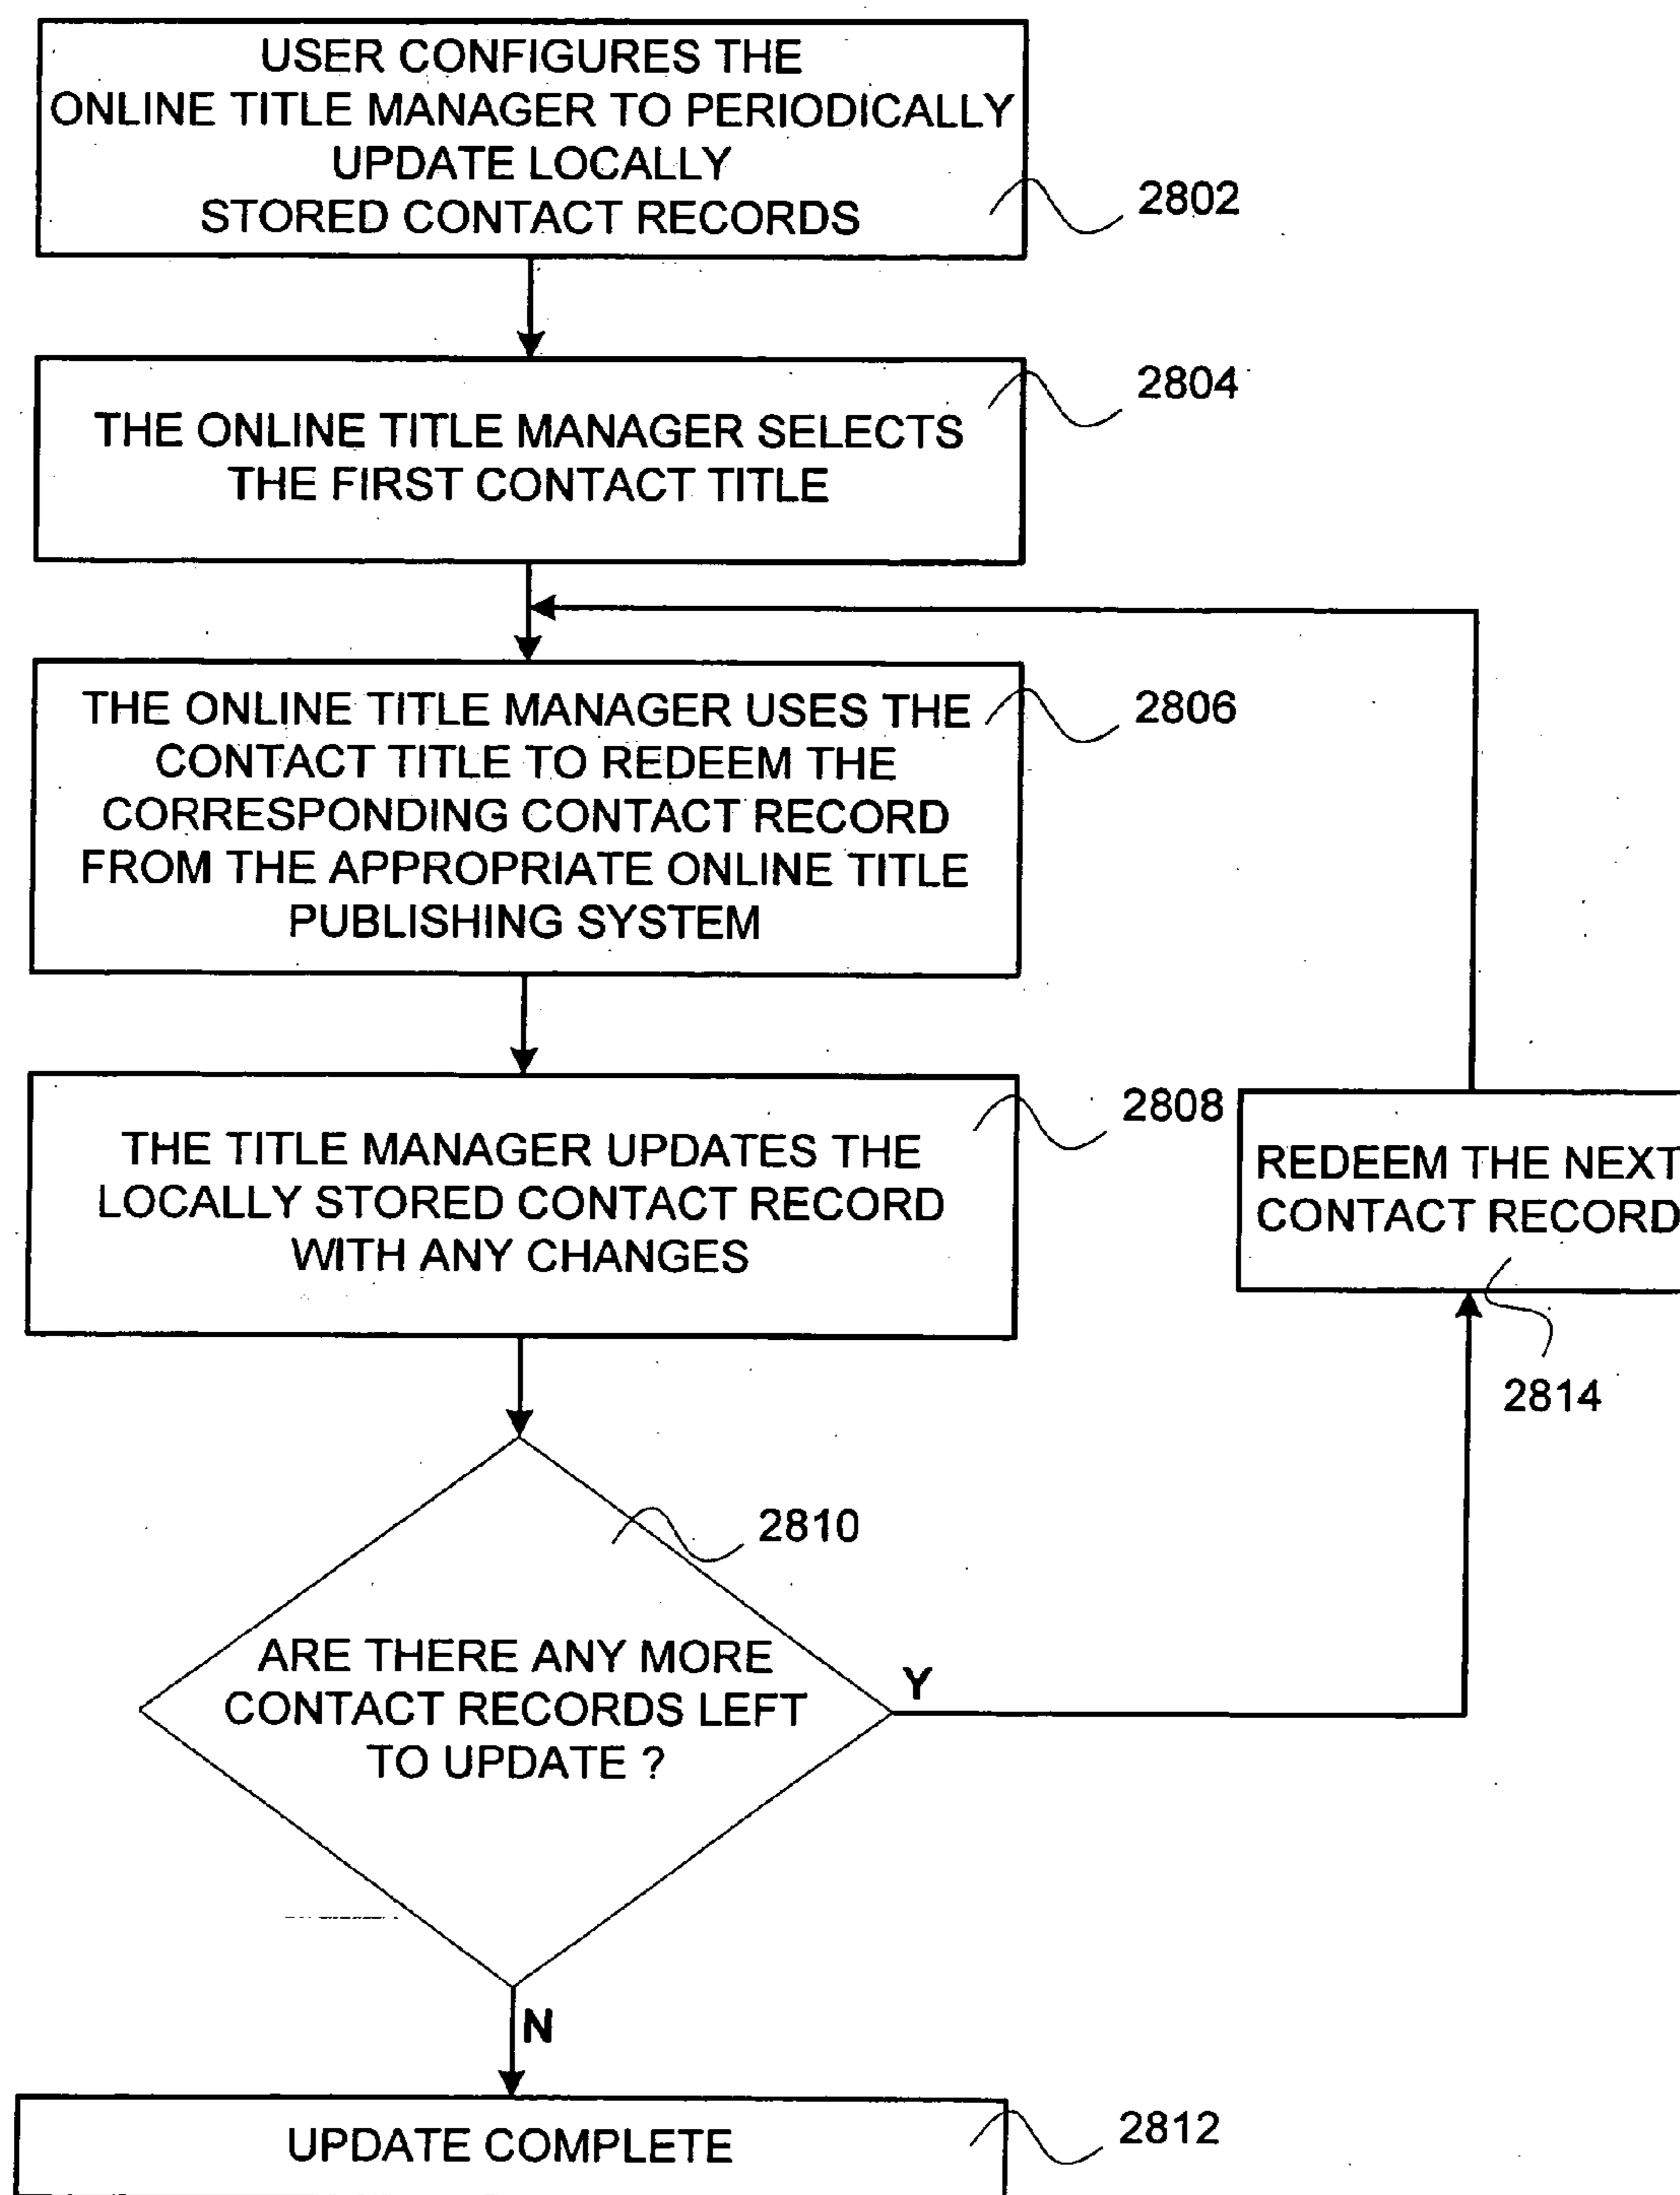 USER CONFIGURES THE
ONLINE TITLE MANAGER TO PERIODICALLY
UPDATE LOCALLY
STORED CONTACT RECORDS
2802
2804
THE ONLINE TITLE MANAGER SELECTS
THE FIRST CONTACT TITLE
THE ONLINE TITLE MANAGER USES THE
CONTACT TITLE TO REDEEM THE
CORRESPONDING CONTACT RECORD
FROM THE APPROPRIATE ONLINE TITLE
PUBLISHING SYSTEM
2806
2808
THE TITLE MANAGER UPDATES THE
LOCALLY STORED CONTACT RECORD
WITH ANY CHANGES
REDEEM THE NEXT
CONTACT RECORD
2814
2810
ARE THERE ANY MORE
CONTACT RECORDS LEFT
TO UPDATE ?
Y
N
UPDATE COMPLETE
2812